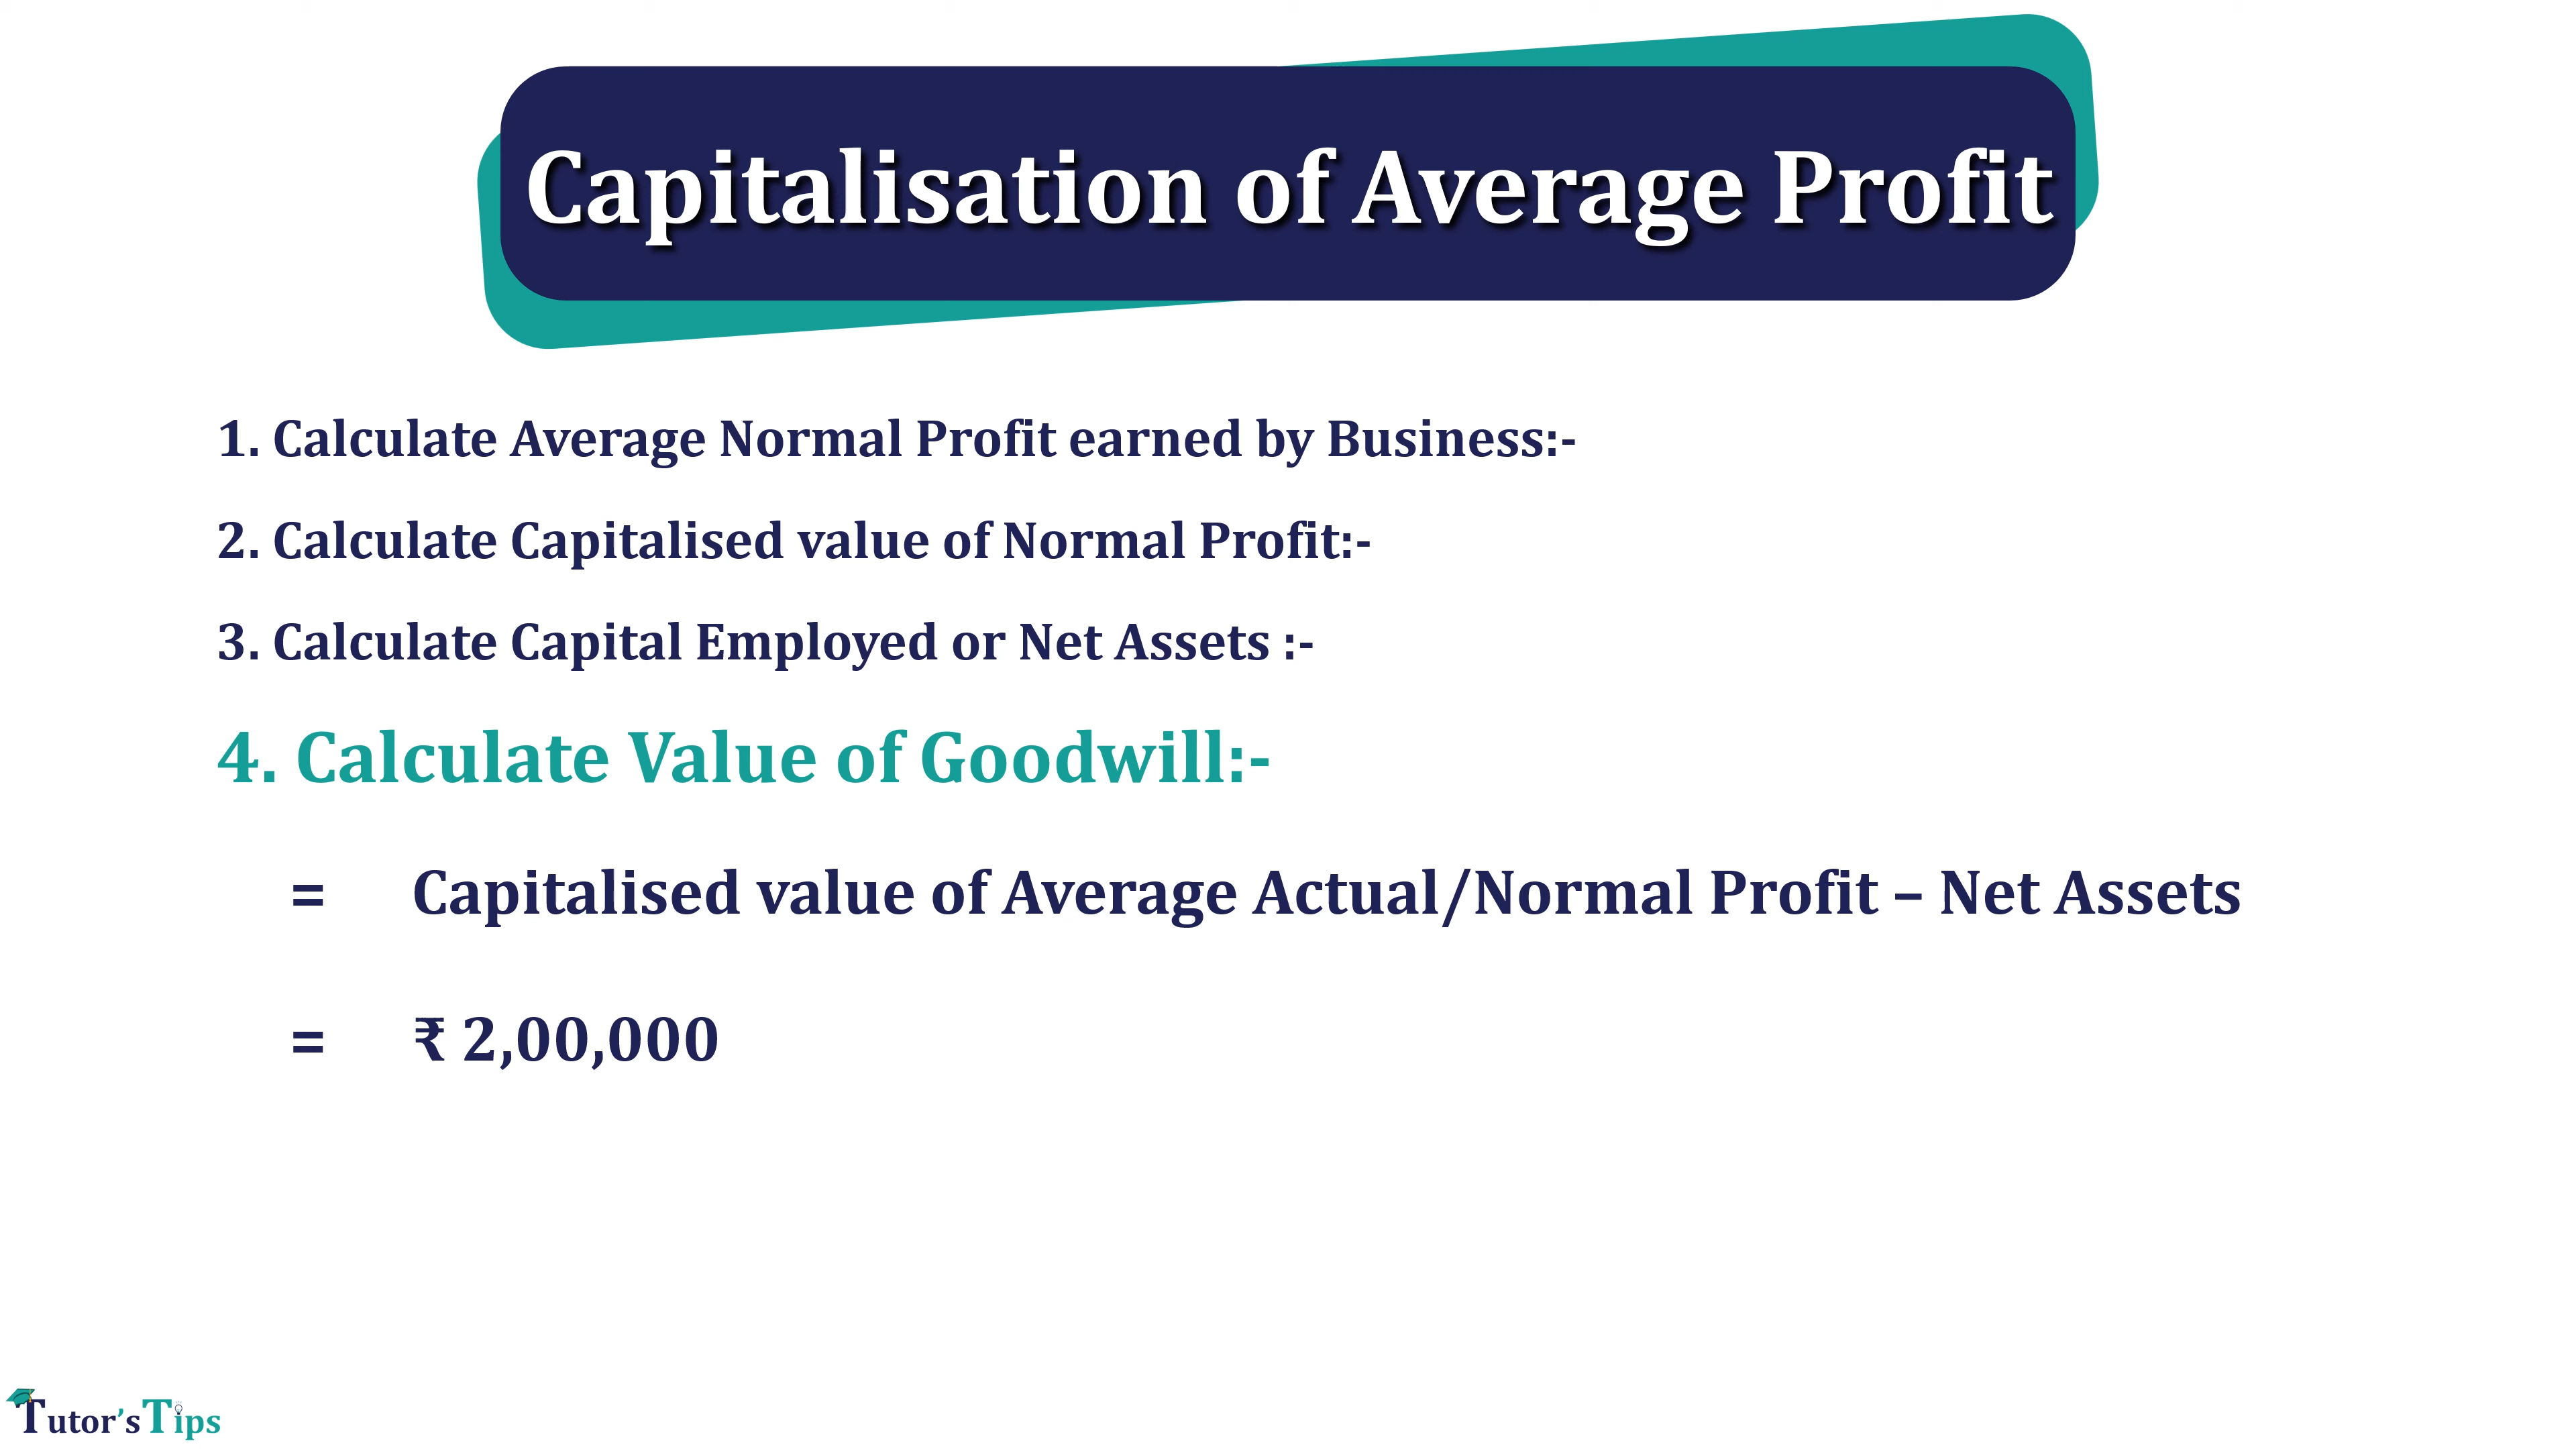 Capitalisation of Average Profit
1. Calculate Average Normal Profit earned by Business:-
2. Calculate Capitalised value of Normal Profit:-
3. Calculate Capital Employed or Net Assets :-
4. Calculate Value of Goodwill:-
= Capitalised value of Average Actual/Normal Profit – Net Assets
= ₹ 2,00,000
Tutor’s Tips